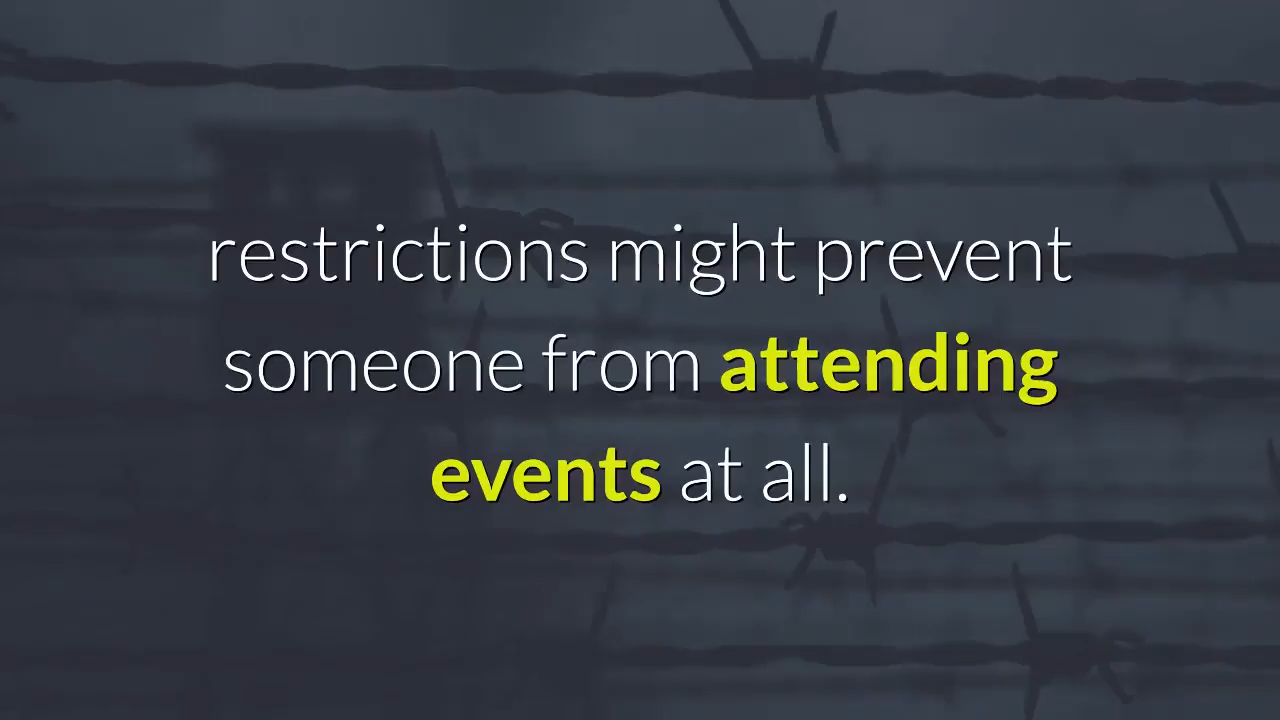 restrictions might prevent
someone from attending
events at all.